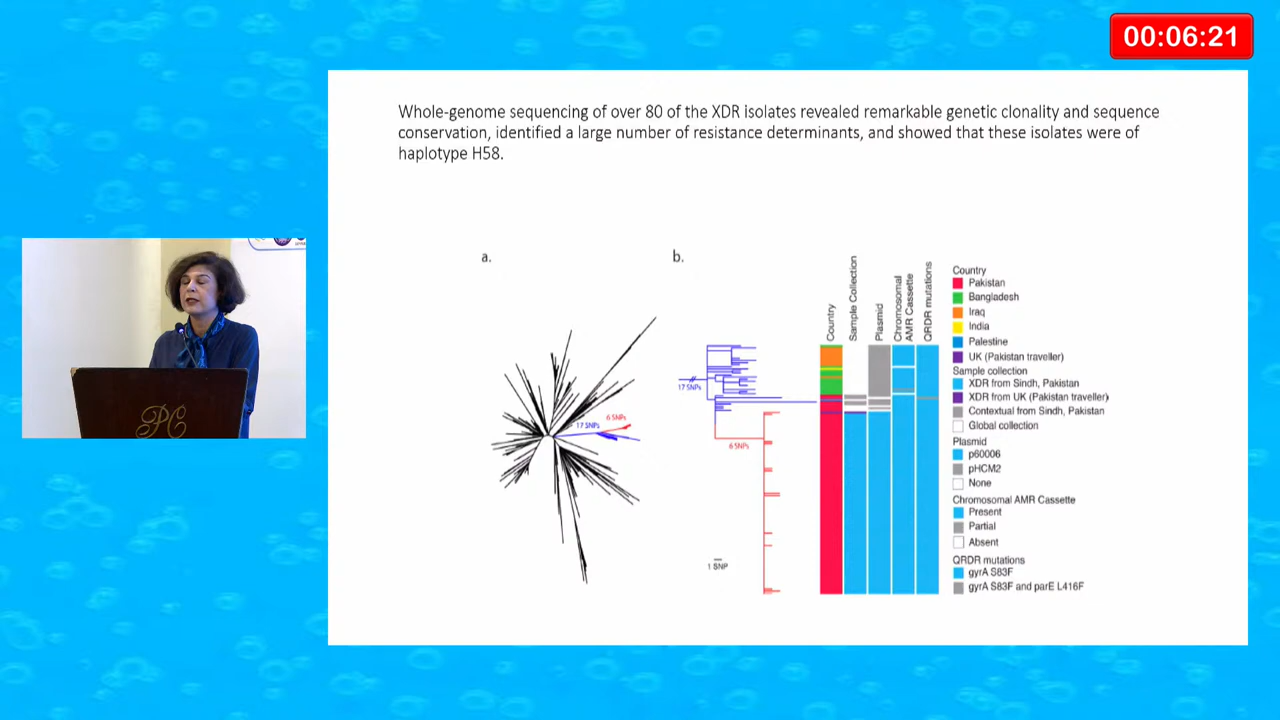 00:06:21
Whole-genome sequencing of over 80 of the XDR isolates revealed remarkable genetic clonality and sequence
conservation, identified a large number of resistance determinants, and showed that these isolates were of
haplotype H58.
a.
17 SNPs
6 SNPs
b.
17 SNPs
6 SNPs
1 SNP
Country
Sample Collection
Plasmid
Chromosomal
AMR Cassette
QRDR mutations
Country
Pakistan
Bangladesh
Iraq
India
Palestine
UK (Pakistan traveller)
Sample collection
XDR from Sindh, Pakistan
XDR from UK (Pakistan traveller)
Contextual from Sindh, Pakistan
Global collection
Plasmid
p60006
pHCM2
None
Chromosomal AMR Cassette
Present
Partial
Absent
QRDR mutations
gyrA S83F
gyrA S83F and parE L416F
PC